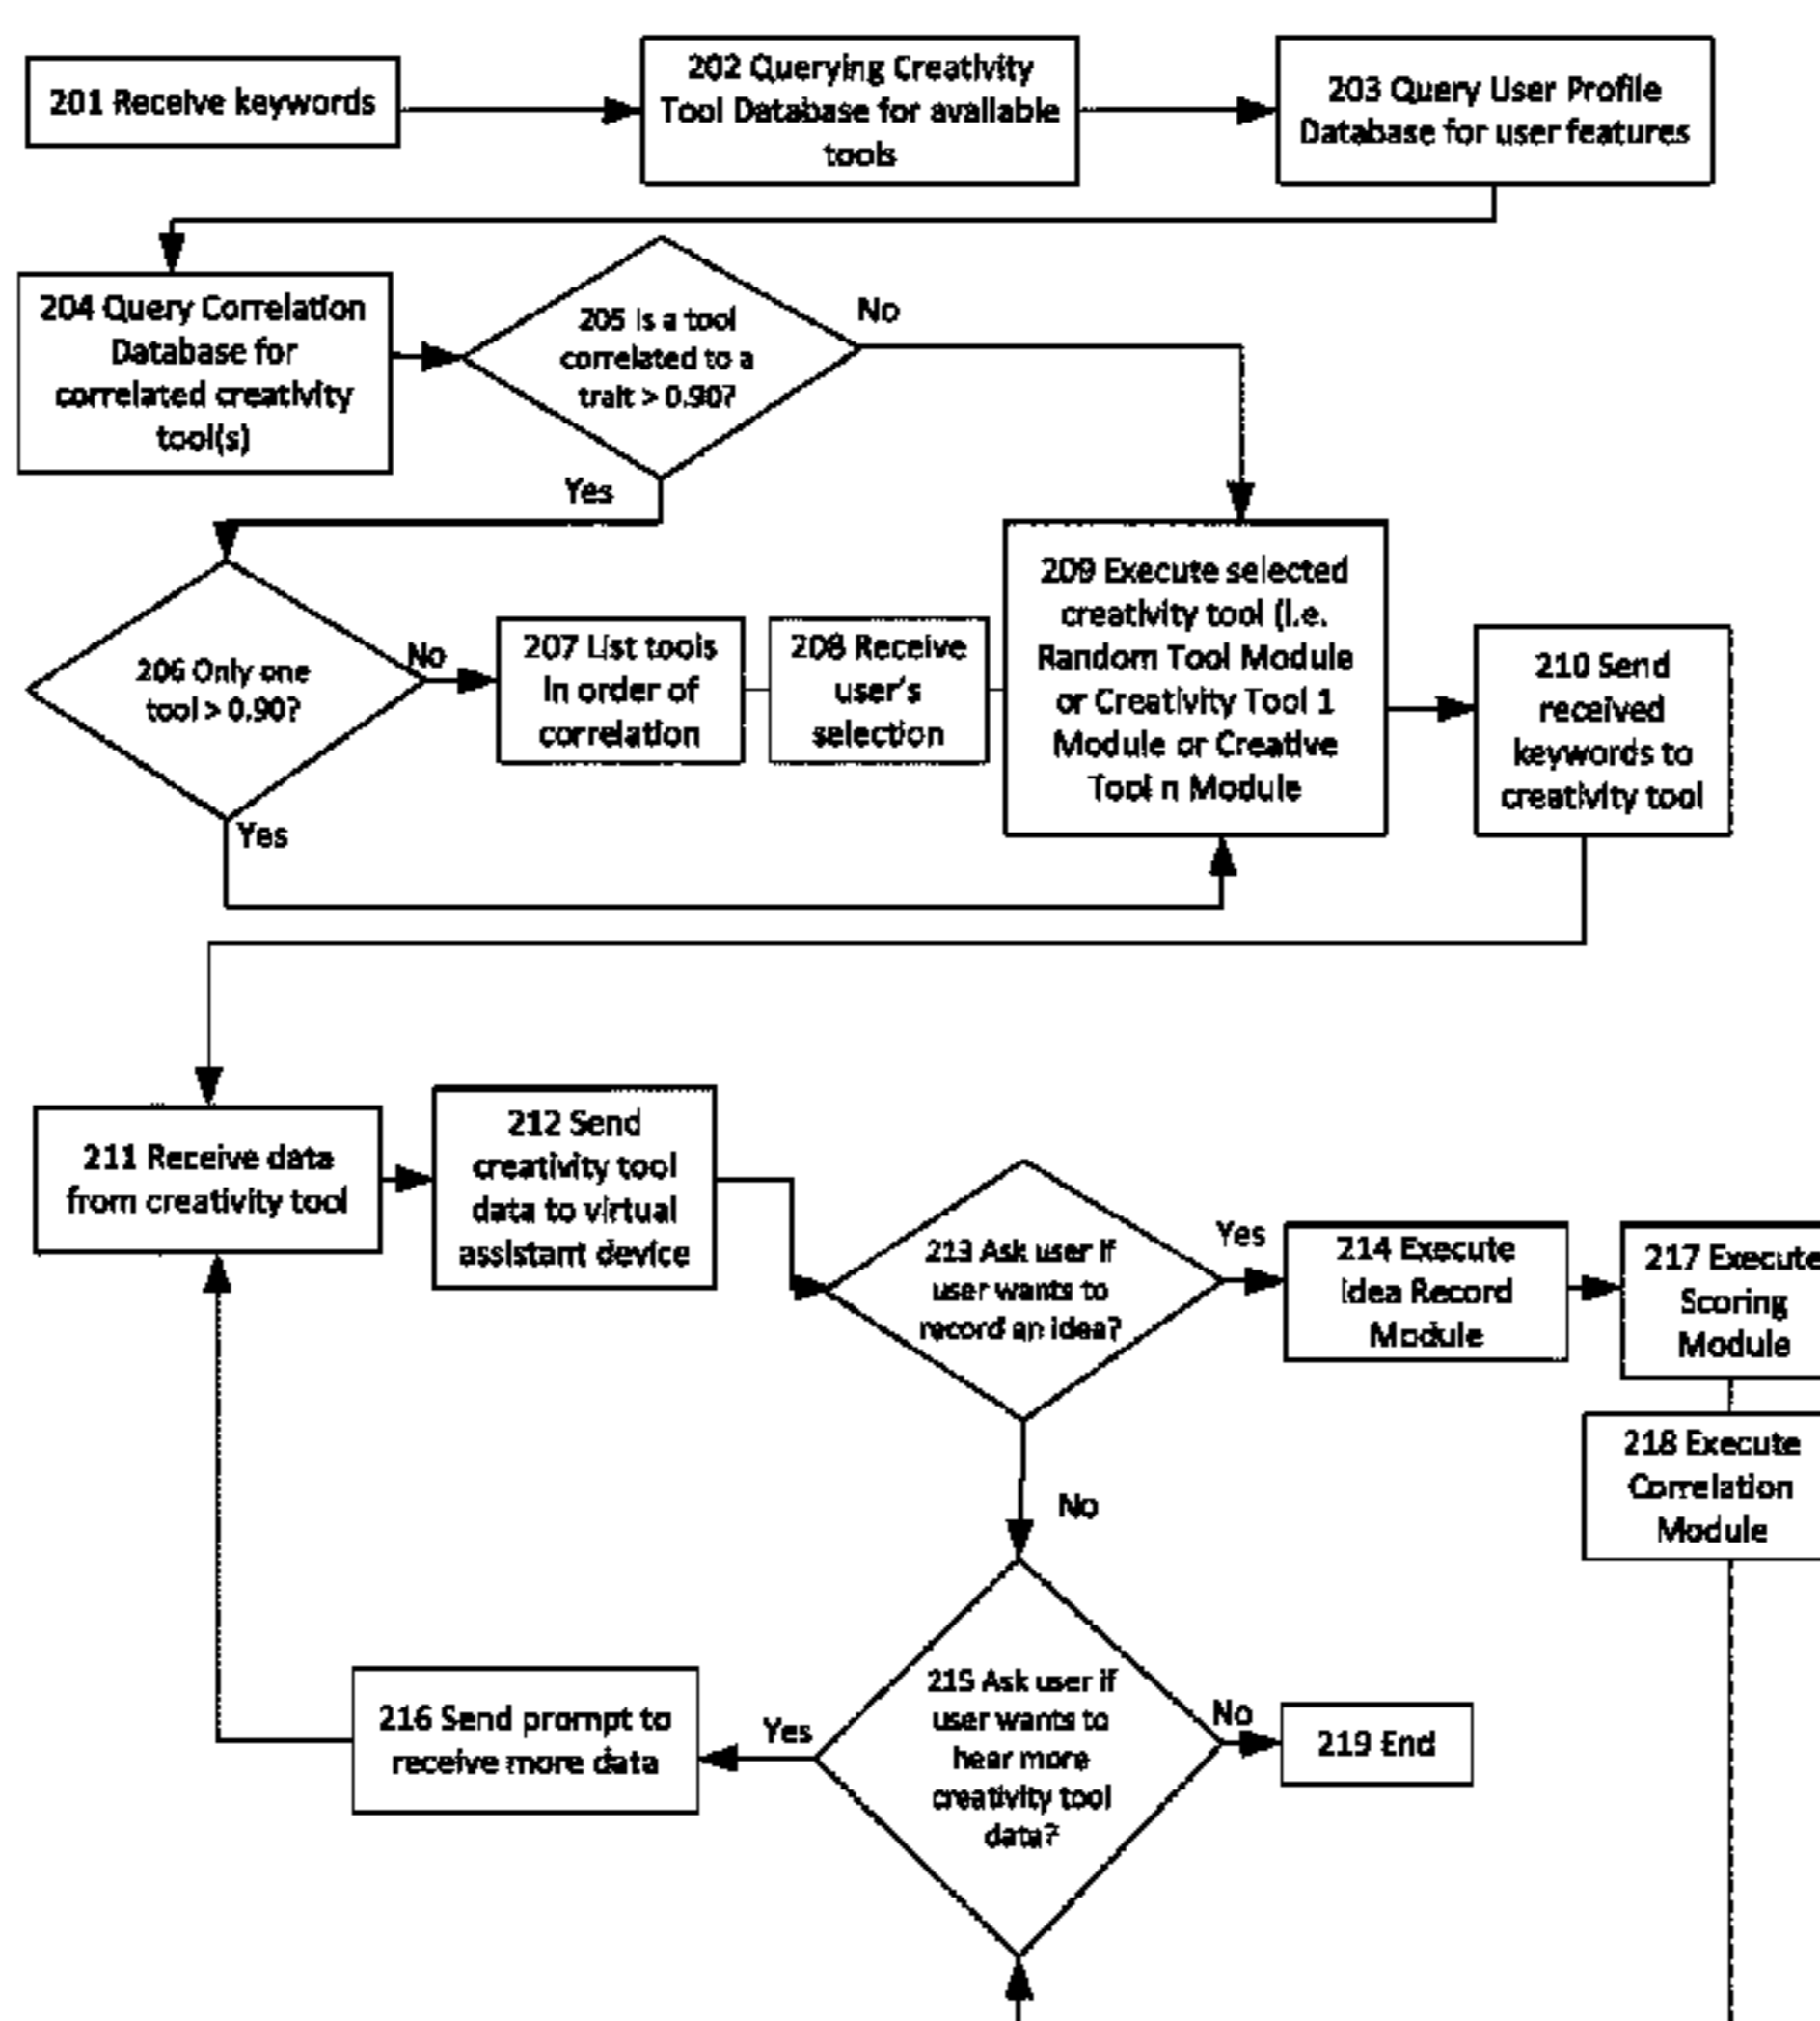 201 Receive keywords
202 Querying Creativity
Tool Database for available
tools
203 Query User Profile
Database for user features
204 Query Correlation
Database for
correlated creativity
tool(s)
205 Is a tool
correlated to a
trait > 0.90?
No
Yes
206 Only one
tool > 0.90?
No
Yes
207 List tools
in order of
correlation
208 Receive
user's
selection
209 Execute selected
creativity tool (i.e.
Random Tool Module
or Creativity Tool 1
Module or Creative
Tool n Module
210 Send
received
keywords to
creativity tool
211 Receive data
from creativity tool
212 Send
creativity tool
data to virtual
assistant device
213 Ask user if
user wants to
record an idea?
Yes
No
214 Execute
Idea Record
Module
217 Execute
Scoring
Module
218 Execute
Correlation
Module
215 Ask user if
user wants to
hear more
creativity tool
data?
Yes
No
216 Send prompt to
receive more data
219 End